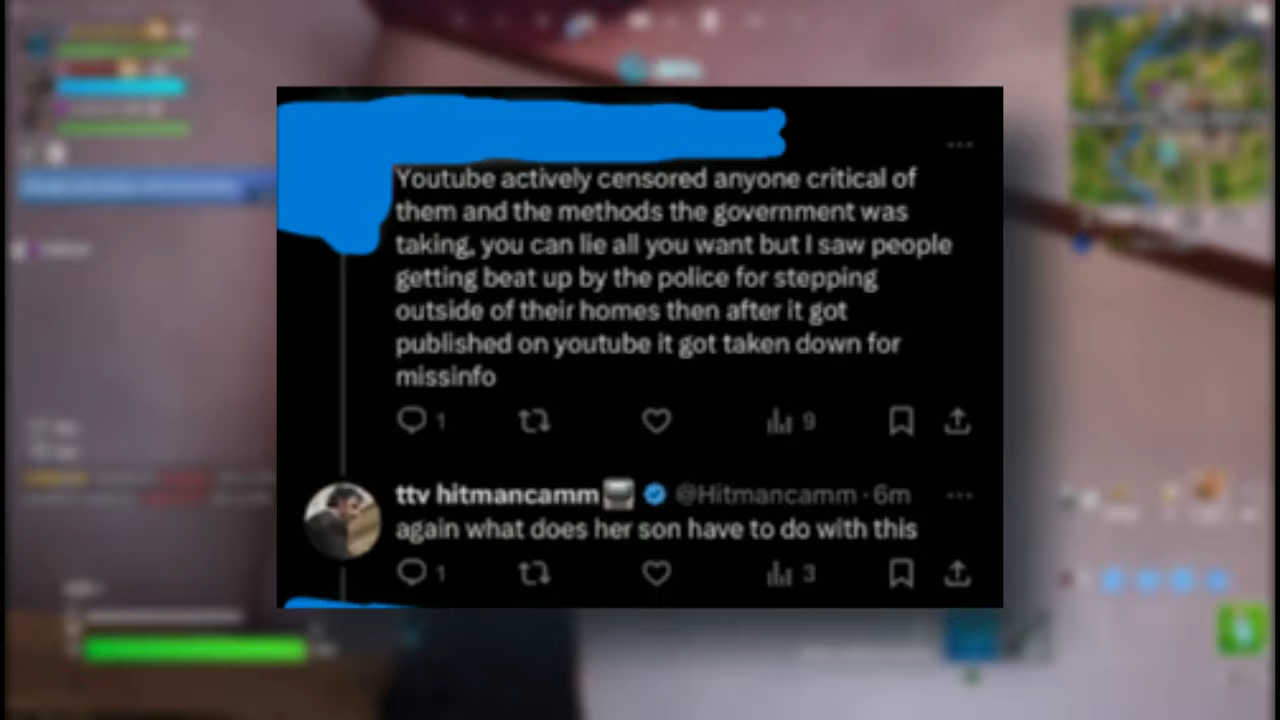 Youtube actively censored anyone critical of
them and the methods the government was
taking, you can lie all you want but I saw people
getting beat up by the police for stepping
outside of their homes then after it got
published on youtube it got taken down for
missinfo
1 9
ttv hitmancamm @Hitmancamm · 6m
again what does her son have to do with this
1 3